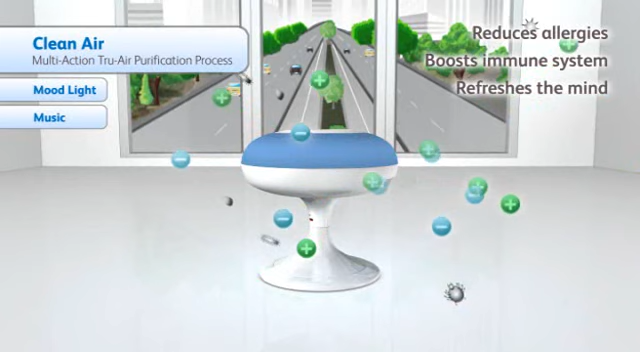 Clean Air
Multi-Action Tru-Air Purification Process
Mood Light
Music
Reduces allergies
Boosts immune system
Refreshes the mind